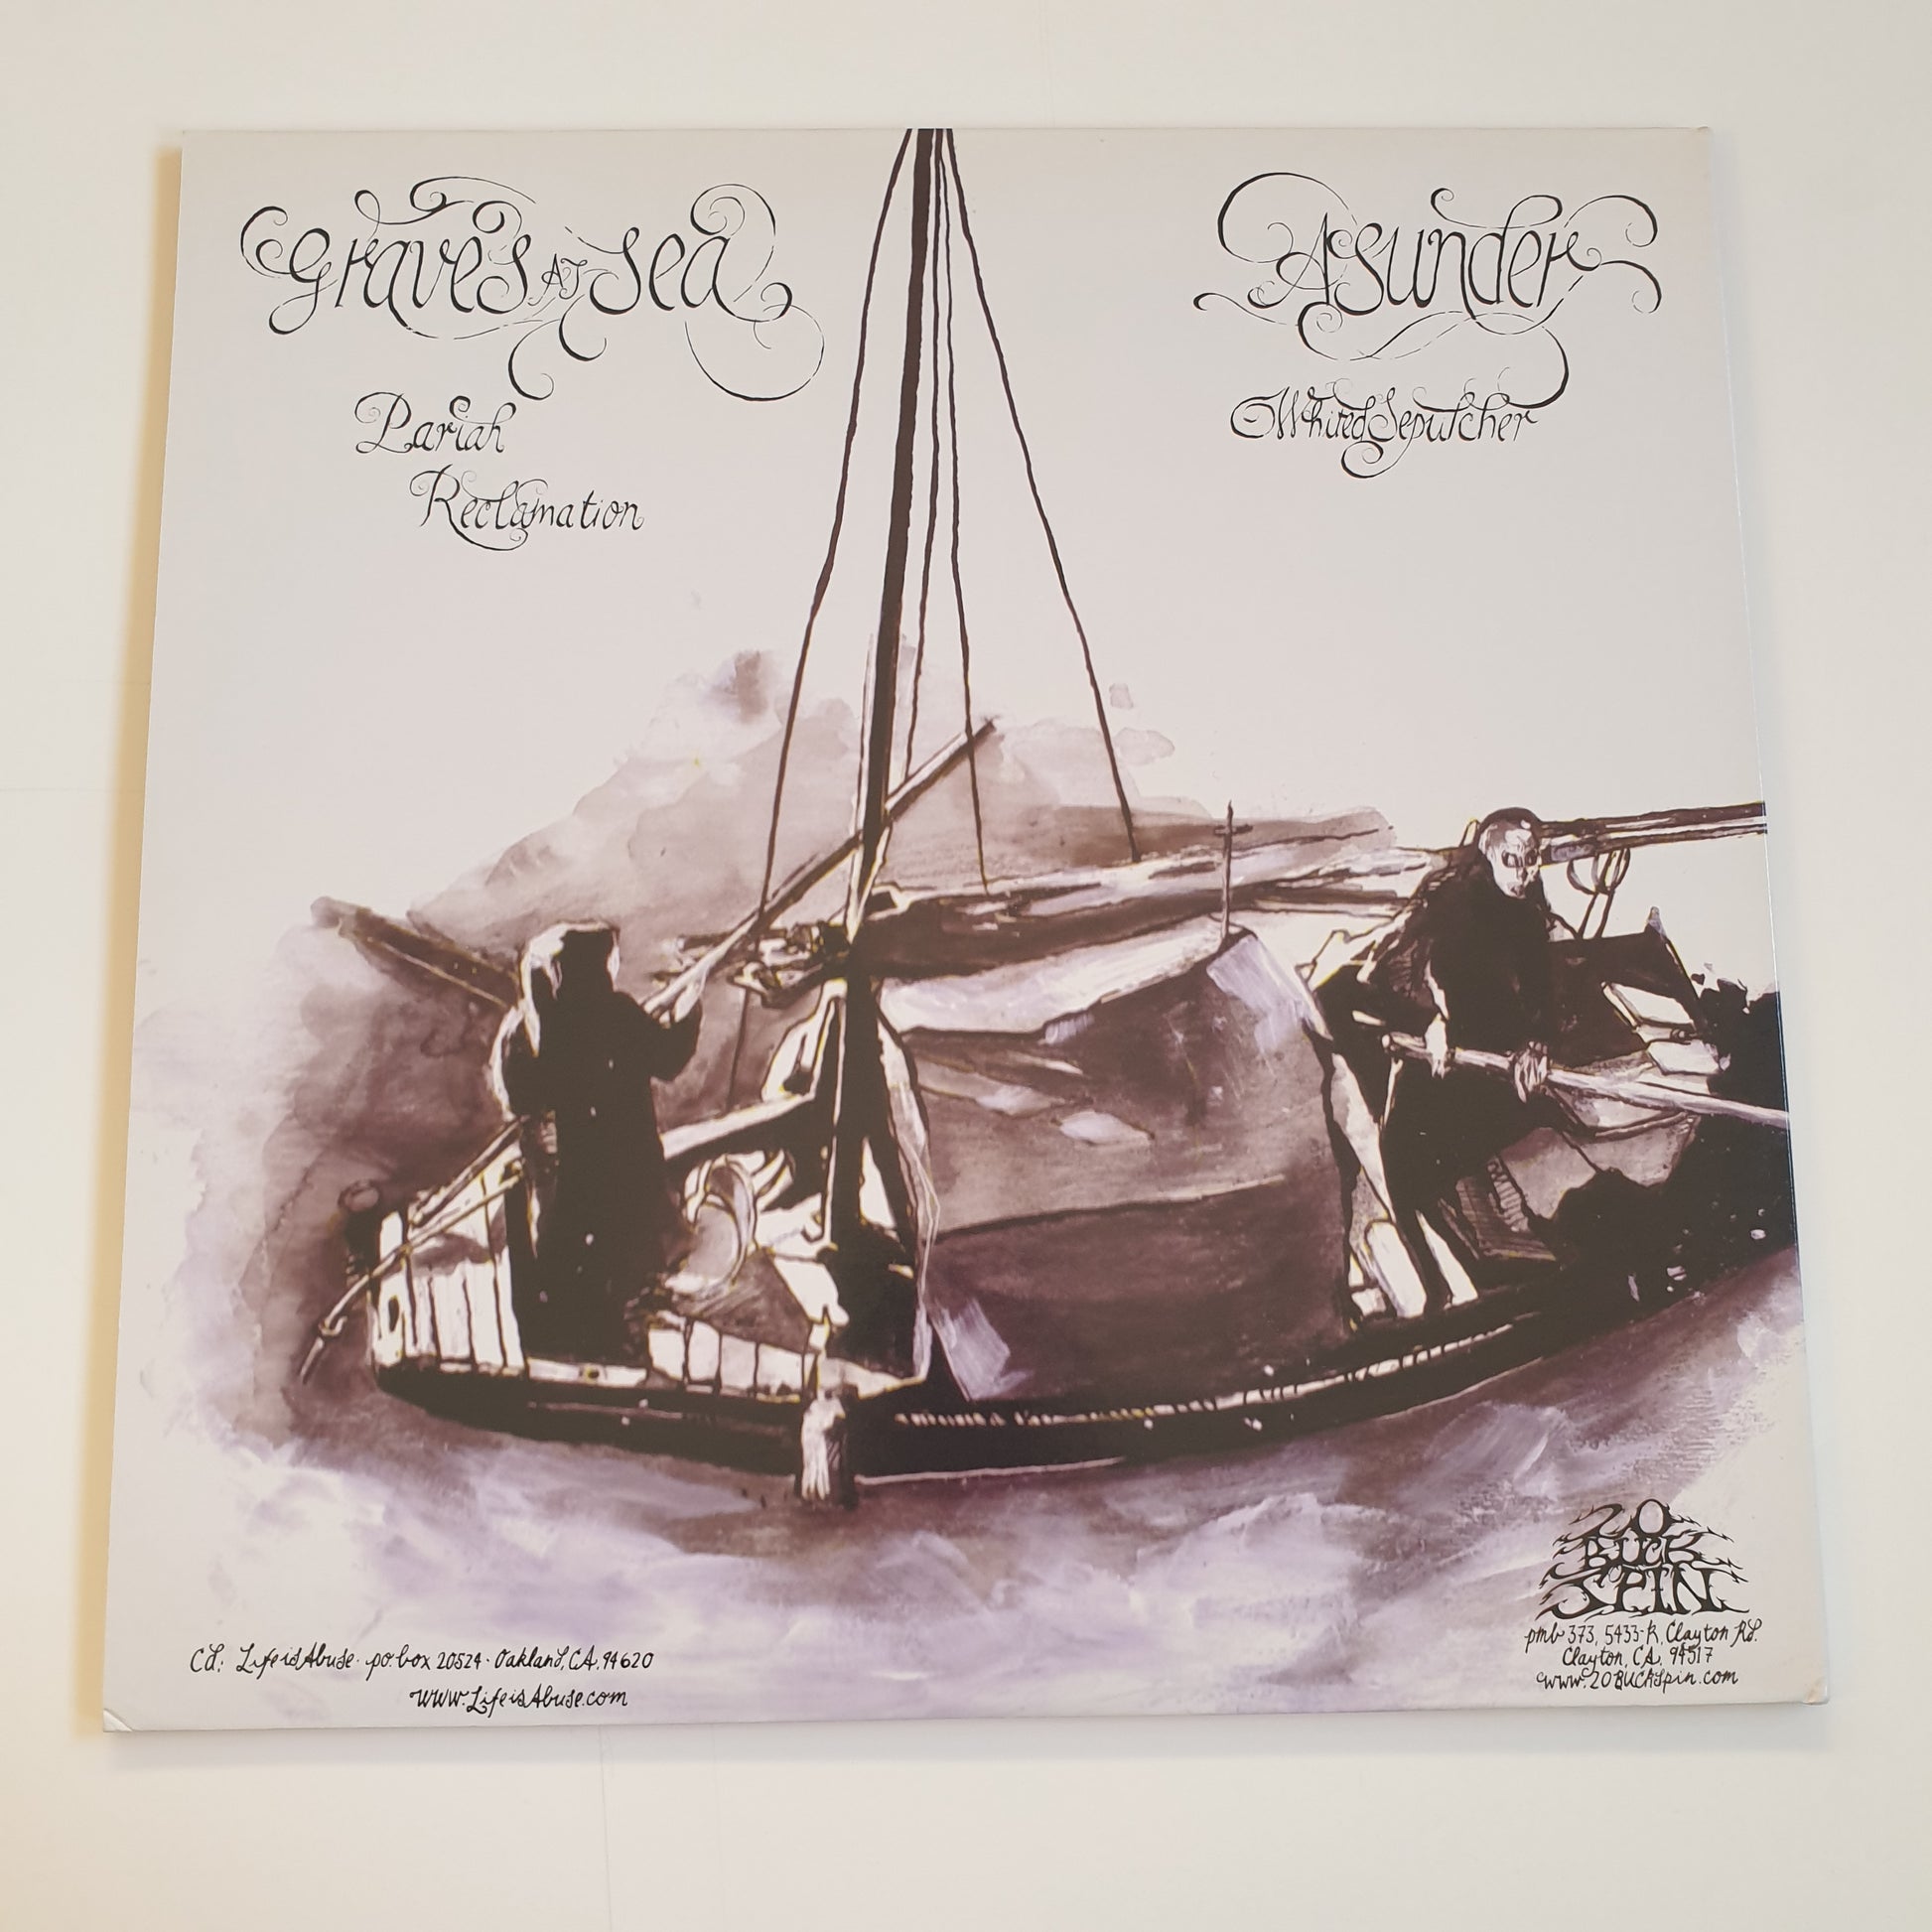 Graves at Sea
Pariah
Reclamation
Asunder
Whited Sepulcher
20
BUCK
SPIN
pmb 373, 5433-R, Clayton Rd.
Clayton, CA, 94517
www.20BUCKSpin.com
Cd: Life is Abuse · po. box 20524 · Oakland, CA, 94620
www.LifeisAbuse.com